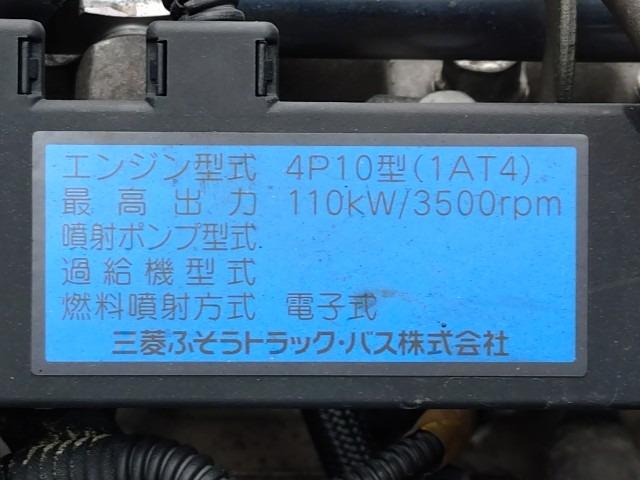 エンジン型式 4P10型(1AT4)
最高出力 110kW/3500rpm
噴射ポンプ型式
過給機型式
燃料噴射方式 電子式
三菱ふそうトラック・バス株式会社